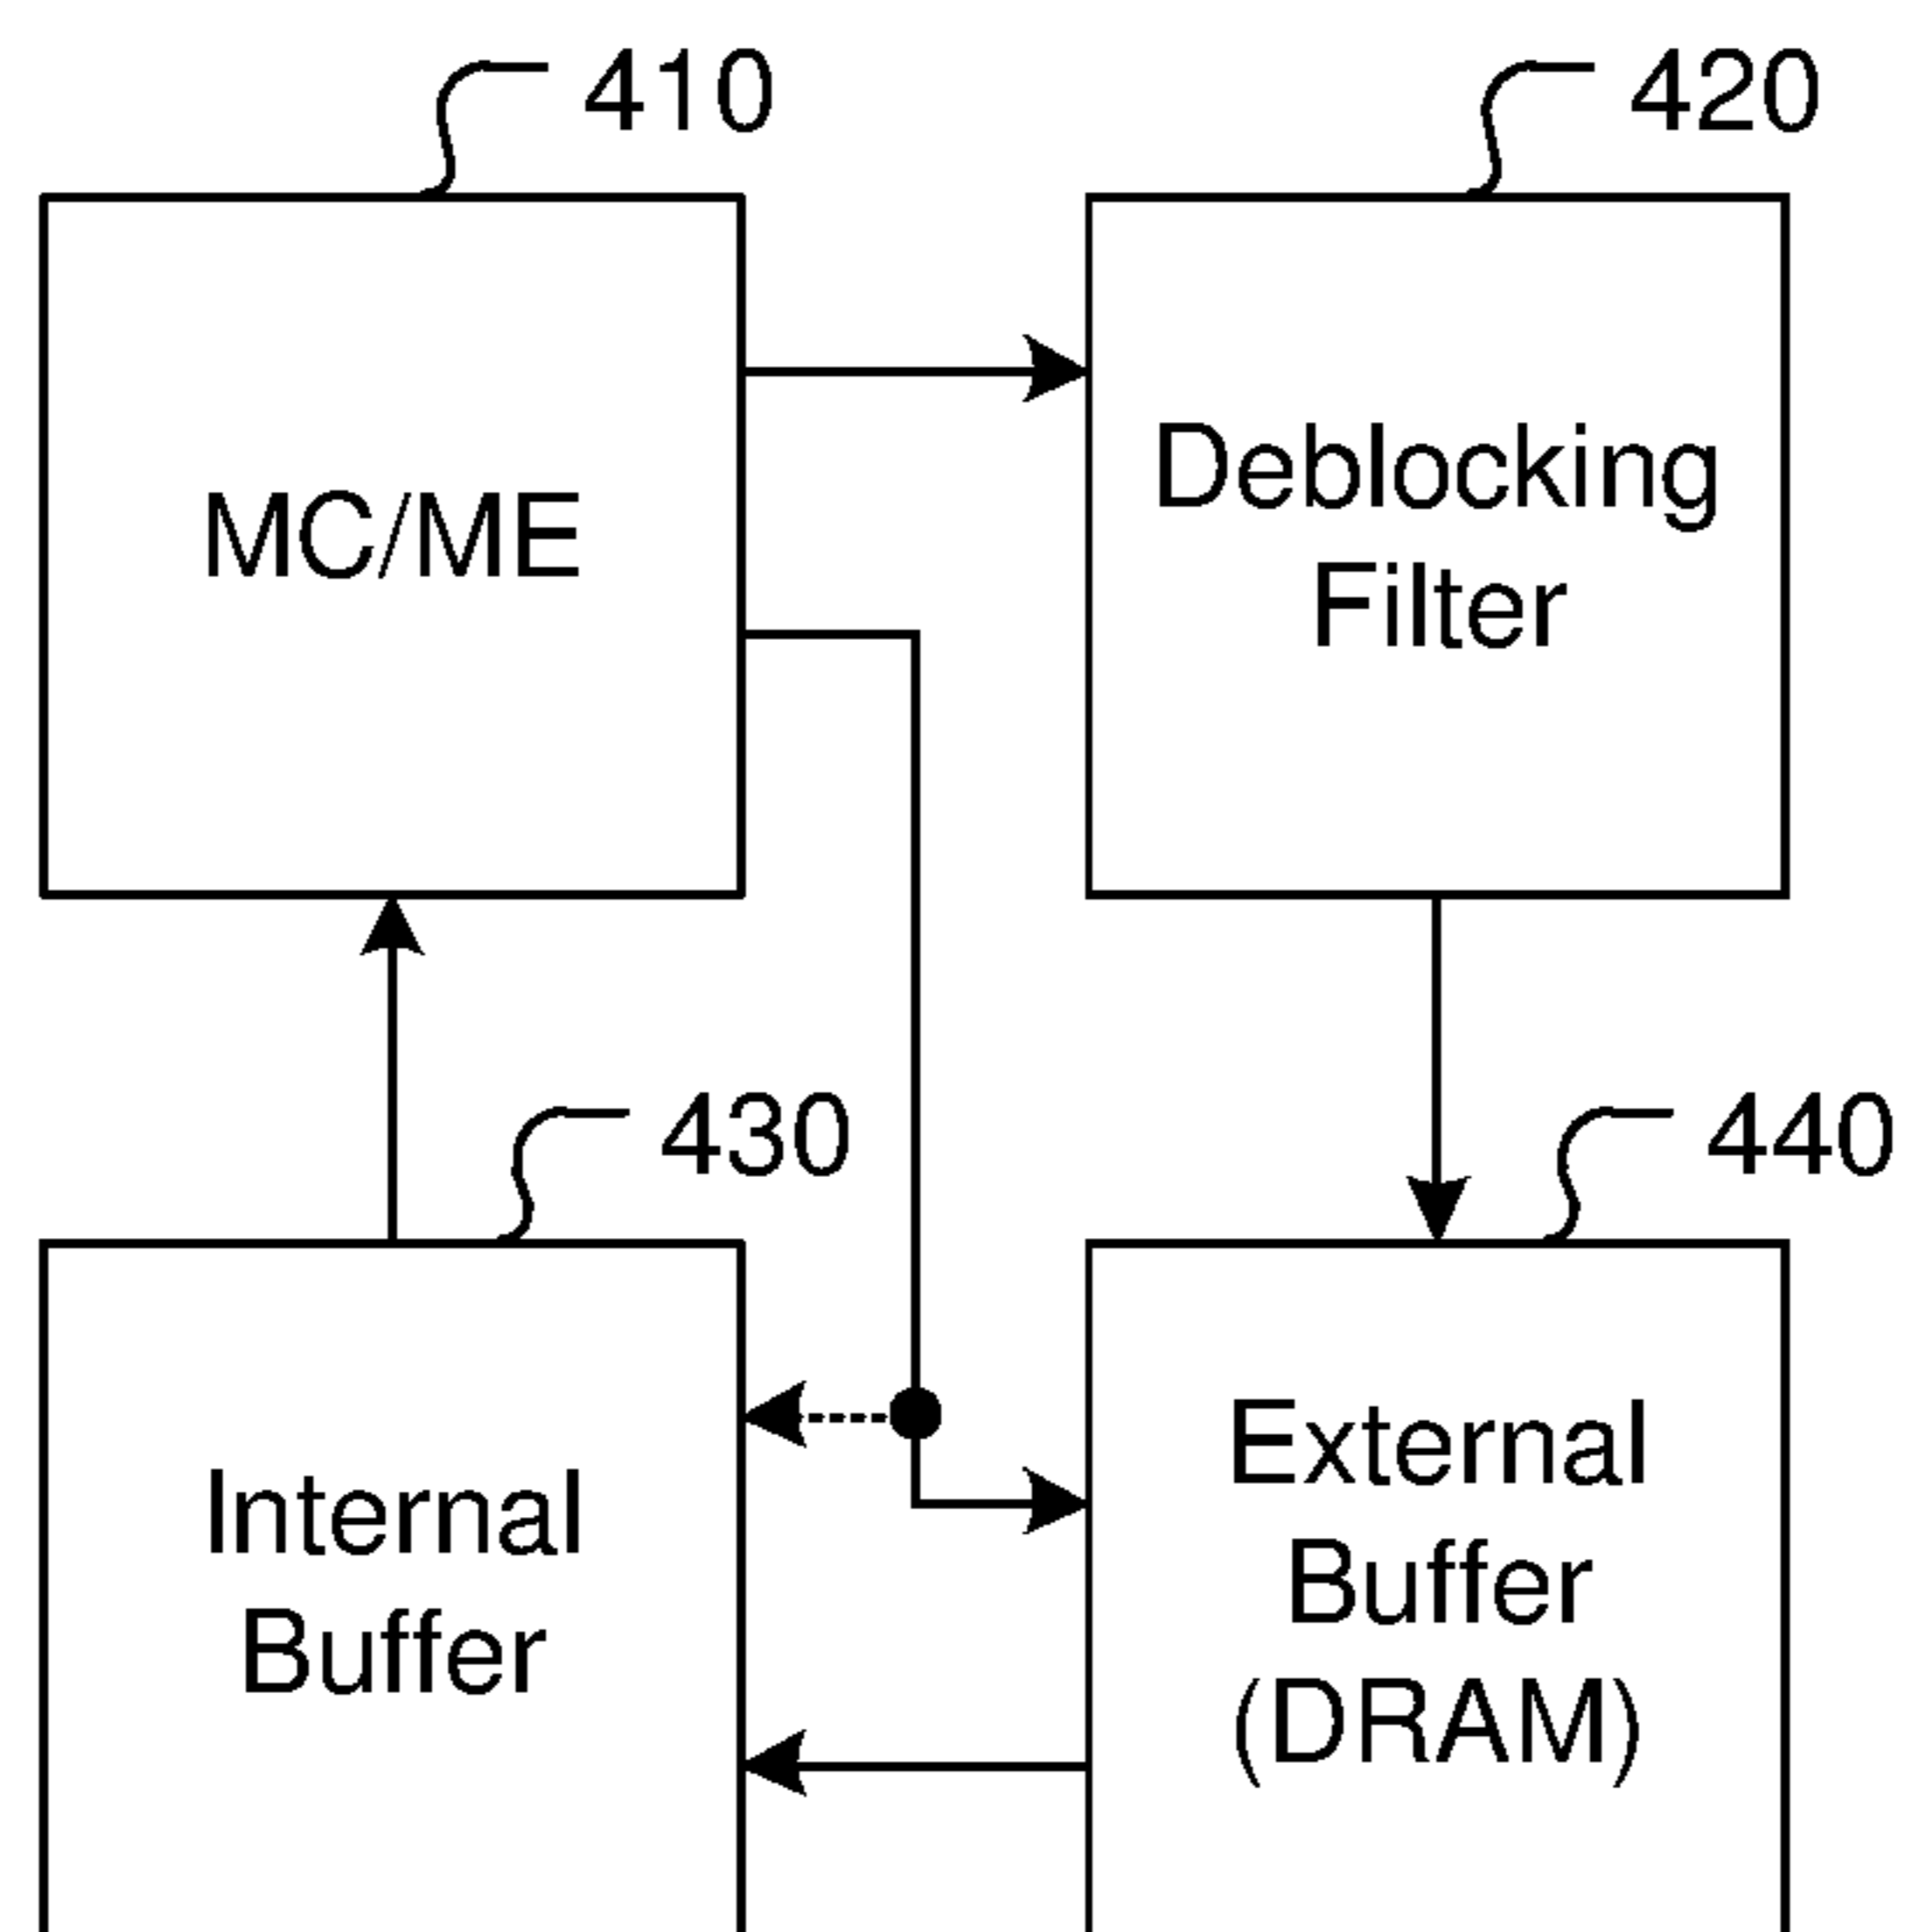 410
420
MC/ME
Deblocking
Filter
430
440
Internal
Buffer
External
Buffer
(DRAM)